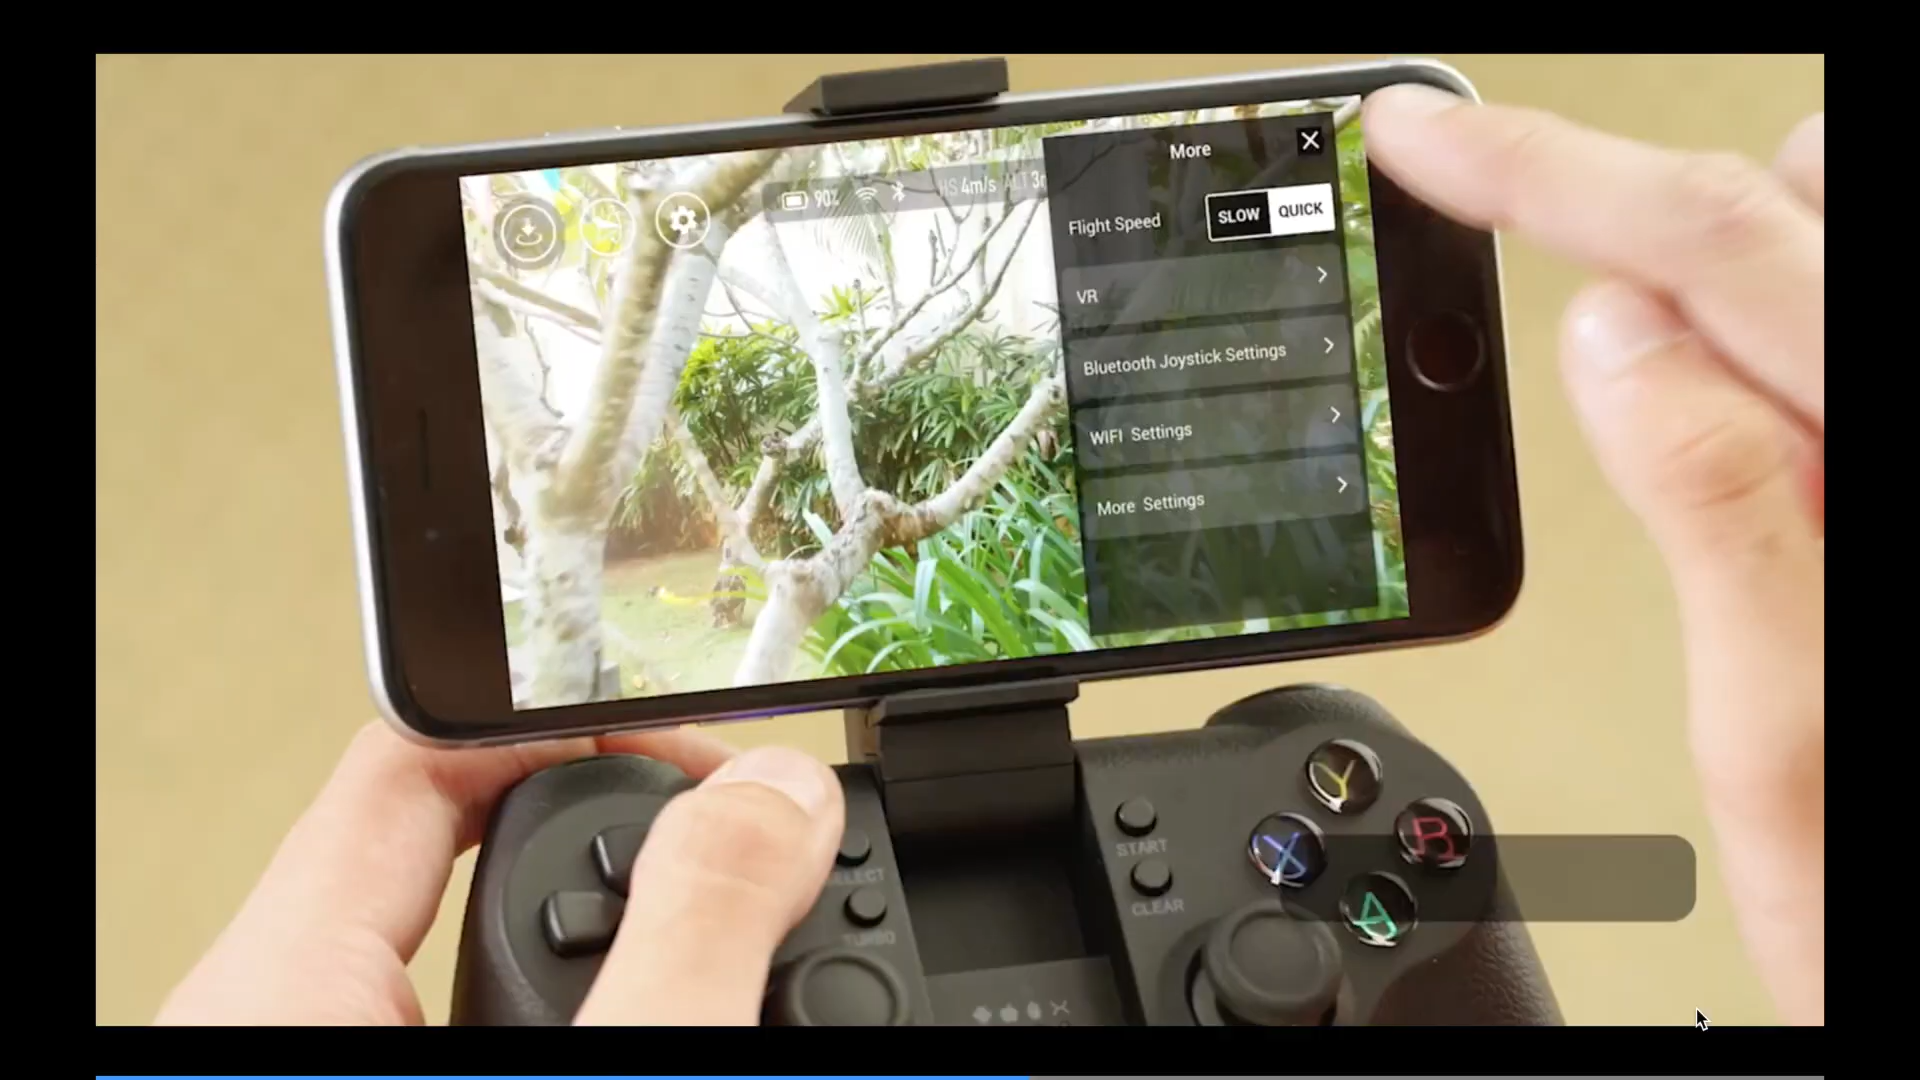 More
90% HS 4m/s ALT
Flight Speed SLOW QUICK
VR
Bluetooth Joystick Settings
WIFI Settings
More Settings
Y
X B
A
START
CLEAR
SELECT
TURBO